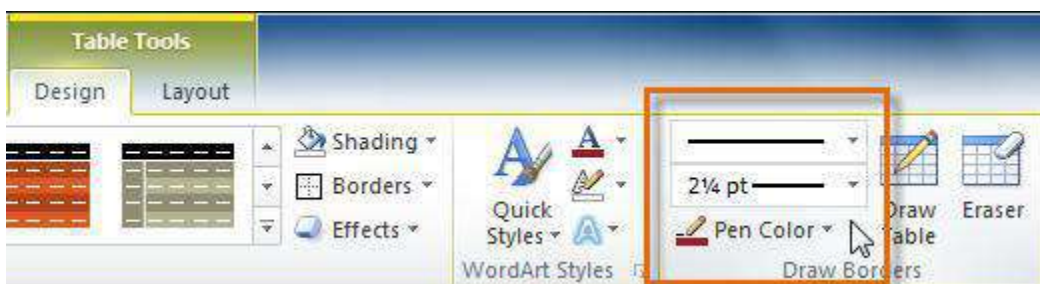 Table Tools
Design Layout
Shading
Borders
Effects
Quick
Styles
WordArt Styles
2¼ pt
Pen Color
Draw
Table
Eraser
Draw Borders